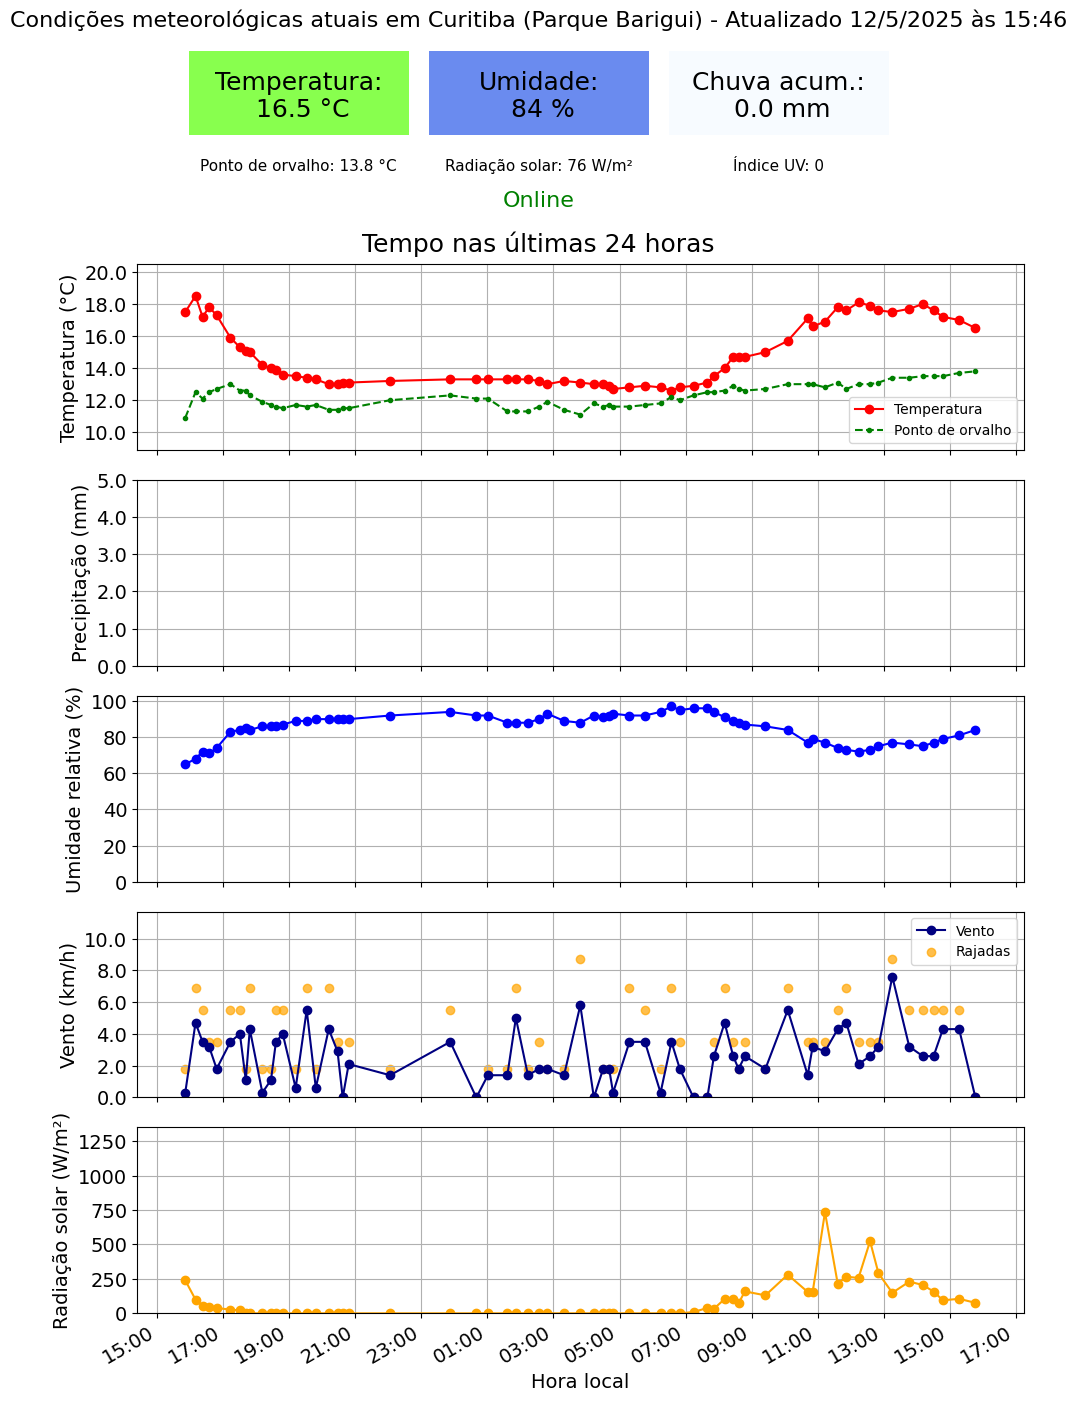 Condições meteorológicas atuais em Curitiba (Parque Barigui) - Atualizado 12/5/2025 às 15:46
Temperatura:
16.5 °C
Umidade:
84 %
Chuva acum.:
0.0 mm
Ponto de orvalho: 13.8 °C
Radiação solar: 76 W/m²
Índice UV: 0
Online
Tempo nas últimas 24 horas
Temperatura (°C)
20.0
18.0
16.0
14.0
12.0
10.0
Temperatura
Ponto de orvalho
Precipitação (mm)
5.0
4.0
3.0
2.0
1.0
0.0
Umidade relativa (%)
100
80
60
40
20
0
Vento (km/h)
10.0
8.0
6.0
4.0
2.0
0.0
Vento
Rajadas
Radiação solar (W/m²)
1250
1000
750
500
250
0
15:00
17:00
19:00
21:00
23:00
01:00
03:00
05:00
07:00
09:00
11:00
13:00
15:00
17:00
Hora local